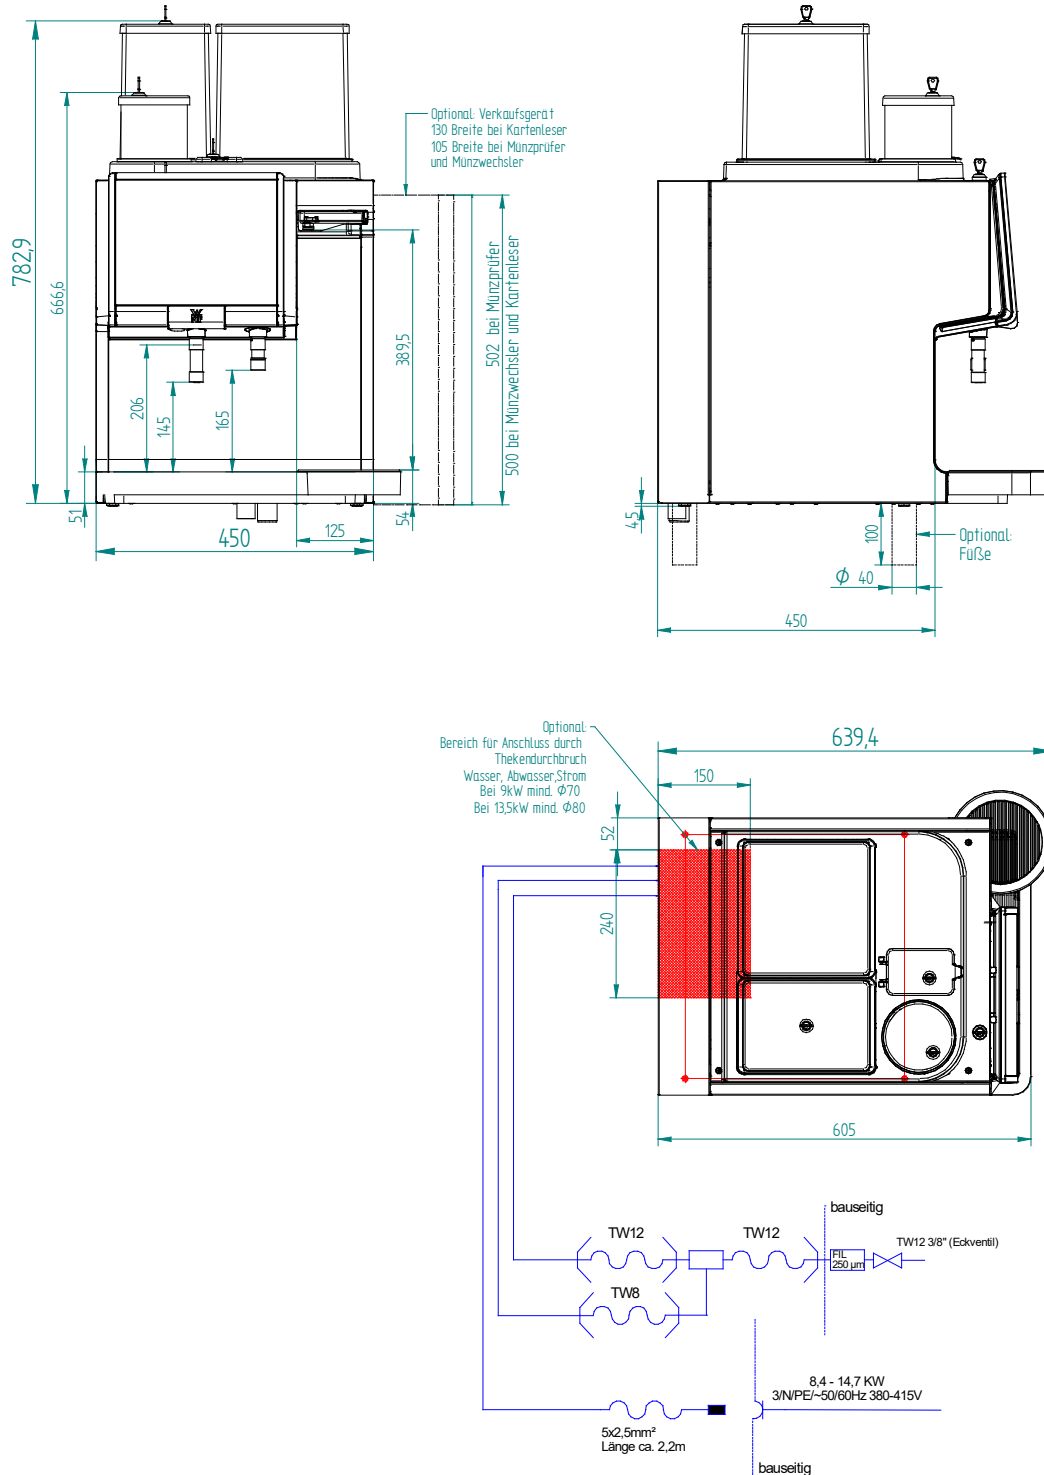 Optional: Verkaufsgerät
130 Breite bei Kartenleser
105 Breite bei Münzprüfer
und Münzwechsler
782,9
666,6
206
145
165
389,5
502 bei Münzprüfer
500 bei Münzwechsler und Kartenleser
51
54
450
125
4,5
100
Optional:
Füße
Φ 40
450
Optional:
Bereich für Anschluss durch
Thekendurchbruch
Wasser, Abwasser,Strom
Bei 9kW mind. Φ70
Bei 13,5kW mind. Φ80
639,4
150
52
240
605
bauseitig
TW12
TW12
TW12 3/8" (Eckventil)
FIL
250 µm
TW8
8,4 - 14,7 KW
3/N/PE/~50/60Hz 380-415V
5x2,5mm²
Länge ca. 2,2m
bauseitig